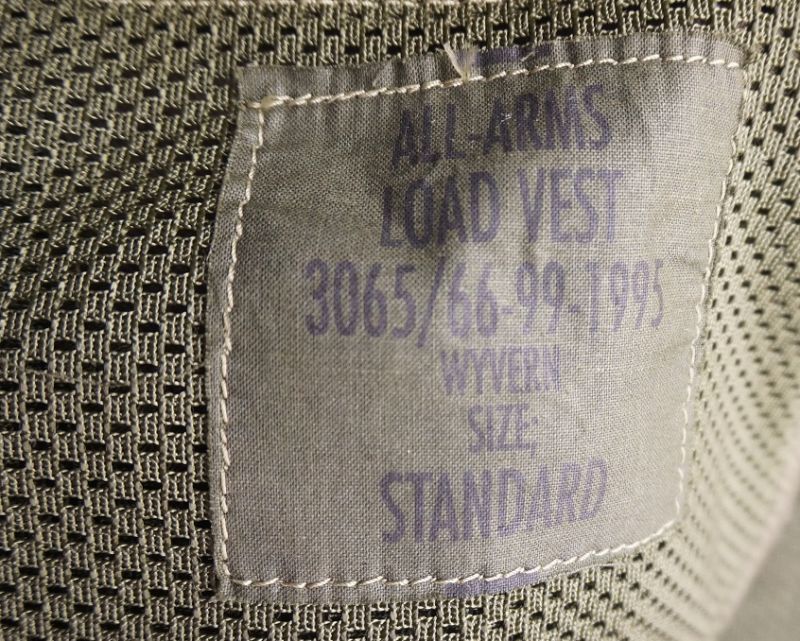 ALL-ARMS
LOAD VEST
3065/66-99-1995
WYVERN
SIZE;
STANDARD